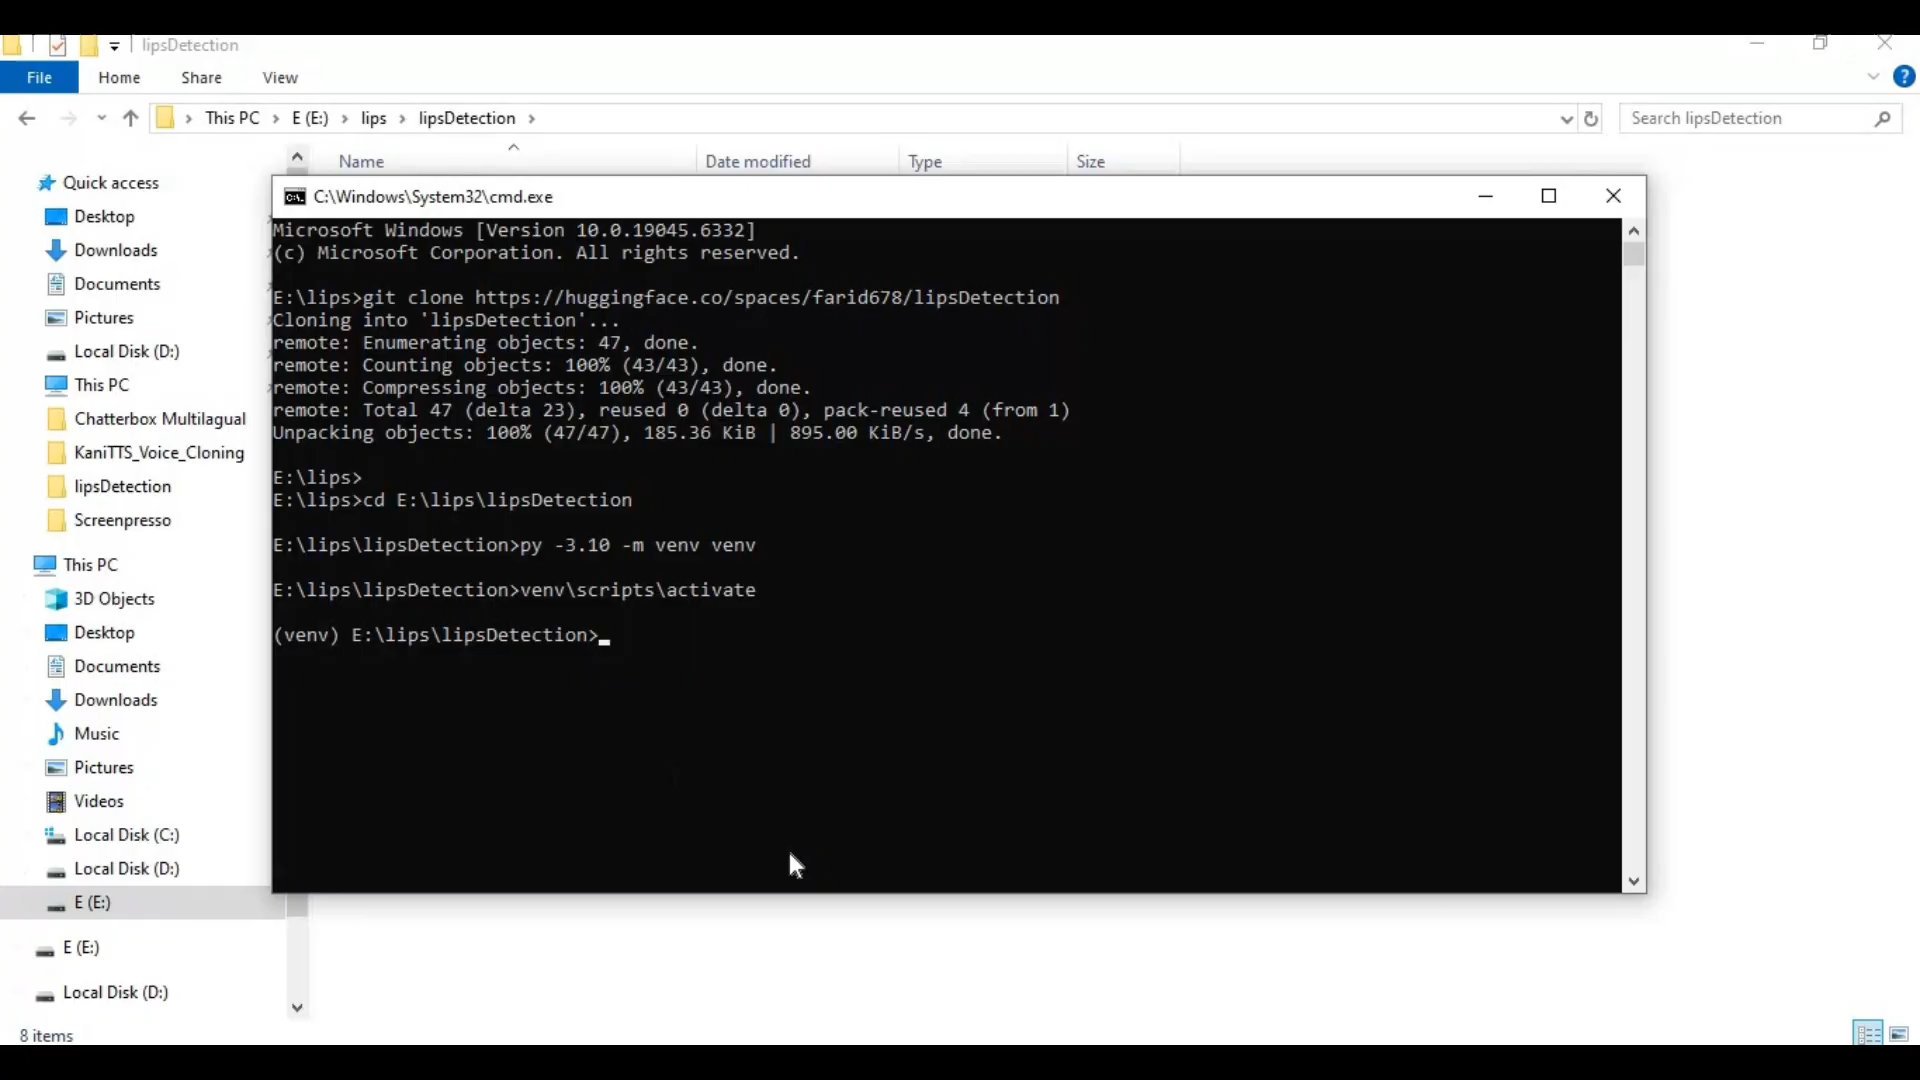 lipsDetection
File Home Share View
This PC E (E:) lips lipsDetection
Search lipsDetection
Name Date modified Type Size
Quick access
Desktop
Downloads
Documents
Pictures
Local Disk (D:)
This PC
Chatterbox Multilagual
KaniTTS_Voice_Cloning
lipsDetection
Screenpresso
This PC
3D Objects
Desktop
Documents
Downloads
Music
Pictures
Videos
Local Disk (C:)
Local Disk (D:)
E (E:)
E (E:)
Local Disk (D:)
8 items
C:\Windows\System32\cmd.exe
Microsoft Windows [Version 10.0.19045.6332]
(c) Microsoft Corporation. All rights reserved.
E:\lips>git clone https://huggingface.co/spaces/farid678/lipsDetection
Cloning into 'lipsDetection'...
remote: Enumerating objects: 47, done.
remote: Counting objects: 100% (43/43), done.
remote: Compressing objects: 100% (43/43), done.
remote: Total 47 (delta 23), reused 0 (delta 0), pack-reused 4 (from 1)
Unpacking objects: 100% (47/47), 185.36 KiB | 895.00 KiB/s, done.
E:\lips>
E:\lips>cd E:\lips\lipsDetection
E:\lips\lipsDetection>py -3.10 -m venv venv
E:\lips\lipsDetection>venv\scripts\activate
(venv) E:\lips\lipsDetection>